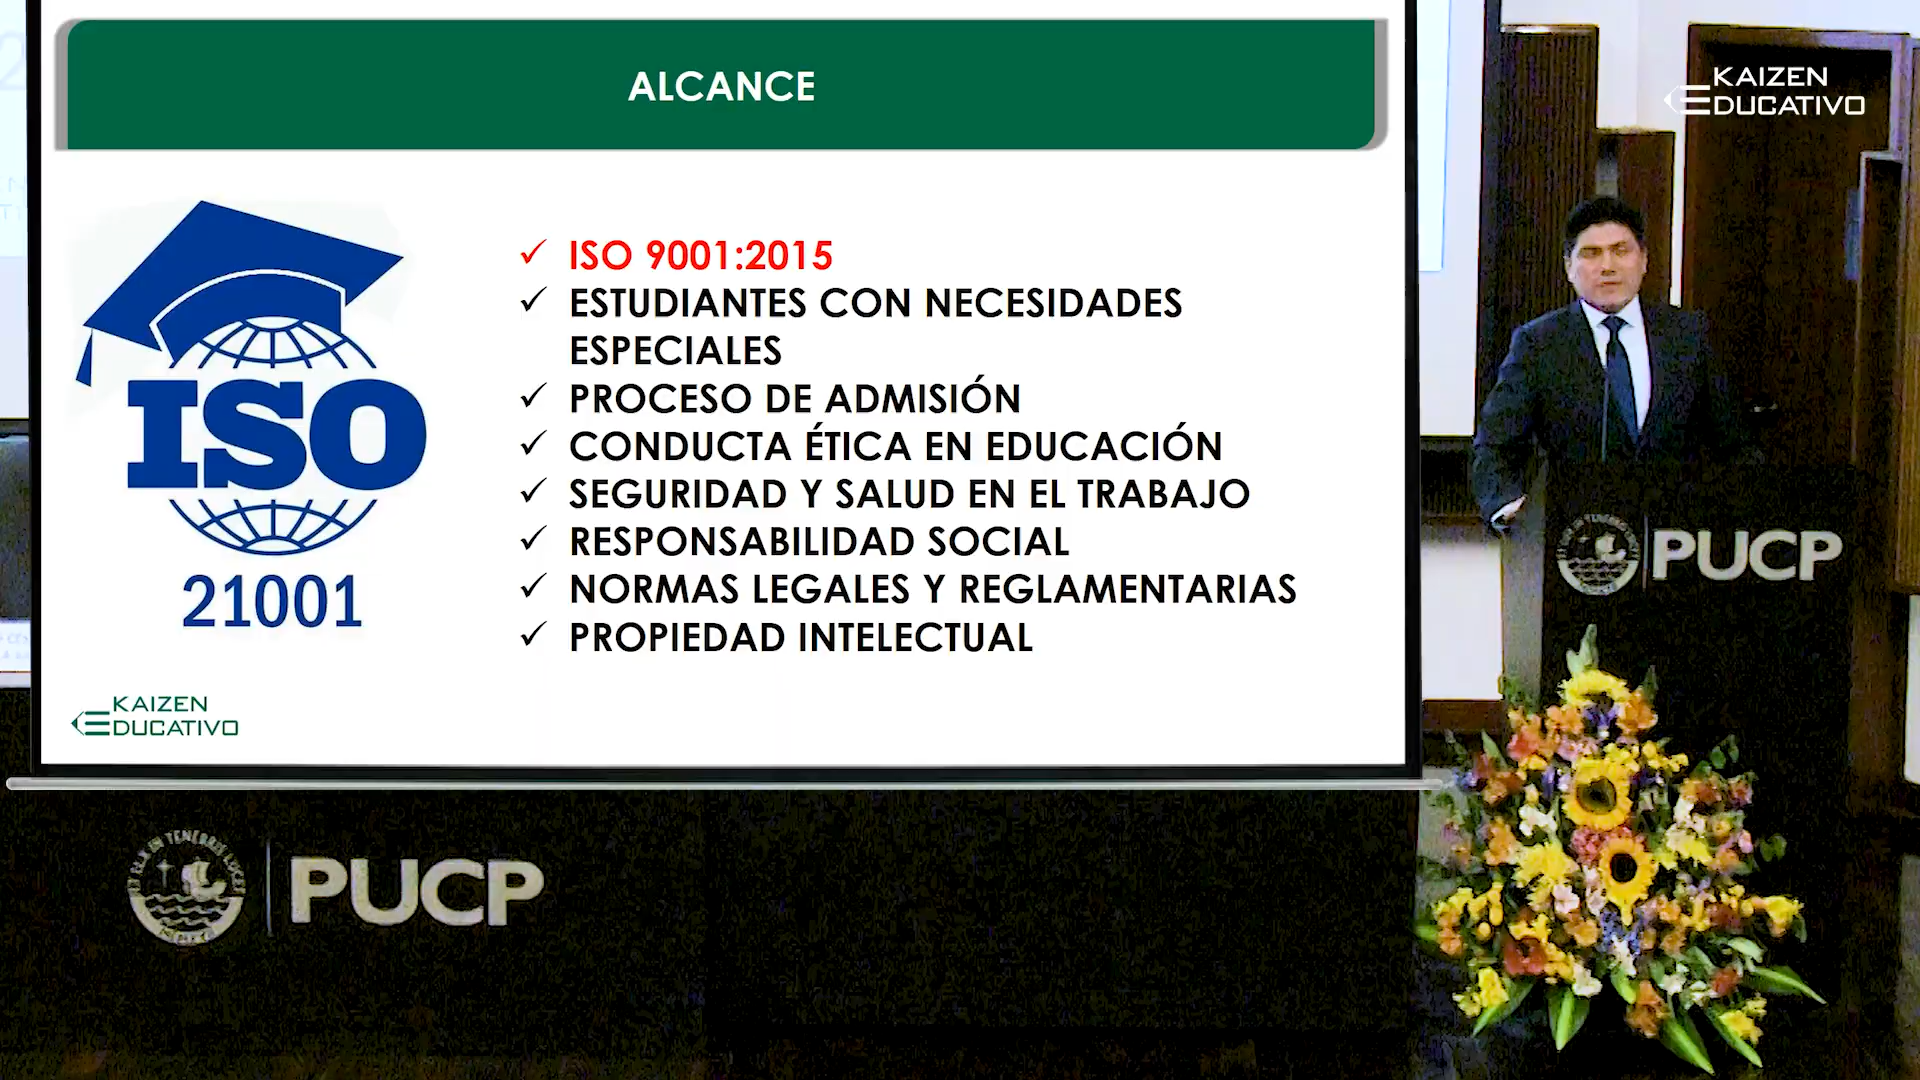 ALCANCE
KAIZEN
EDUCATIVO
✓ ISO 9001:2015
✓ ESTUDIANTES CON NECESIDADES
ESPECIALES
✓ PROCESO DE ADMISIÓN
✓ CONDUCTA ÉTICA EN EDUCACIÓN
✓ SEGURIDAD Y SALUD EN EL TRABAJO
✓ RESPONSABILIDAD SOCIAL
✓ NORMAS LEGALES Y REGLAMENTARIAS
✓ PROPIEDAD INTELECTUAL
ISO
21001
KAIZEN
EDUCATIVO
PUCP
PUCP